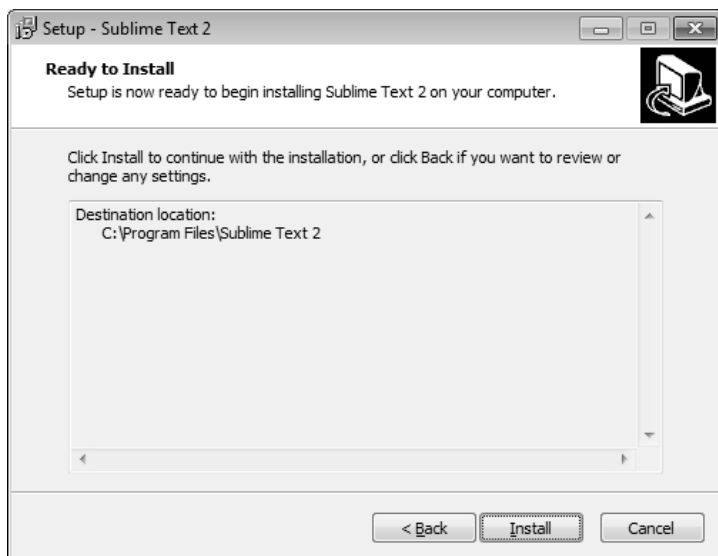 Setup - Sublime Text 2
Ready to Install
Setup is now ready to begin installing Sublime Text 2 on your computer.
Click Install to continue with the installation, or click Back if you want to review or
change any settings.
Destination location:
C:\Program Files\Sublime Text 2
< Back
Install
Cancel